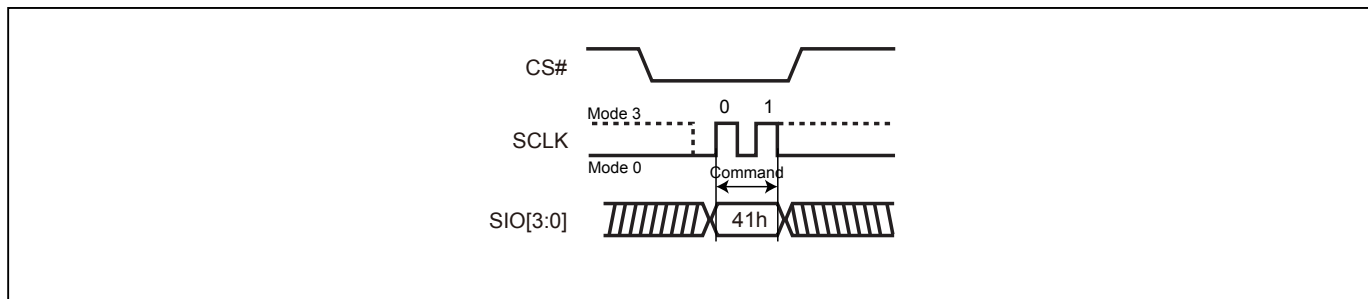 CS#
Mode 3
0 1
SCLK
Mode 0
Command
SIO[3:0]
41h